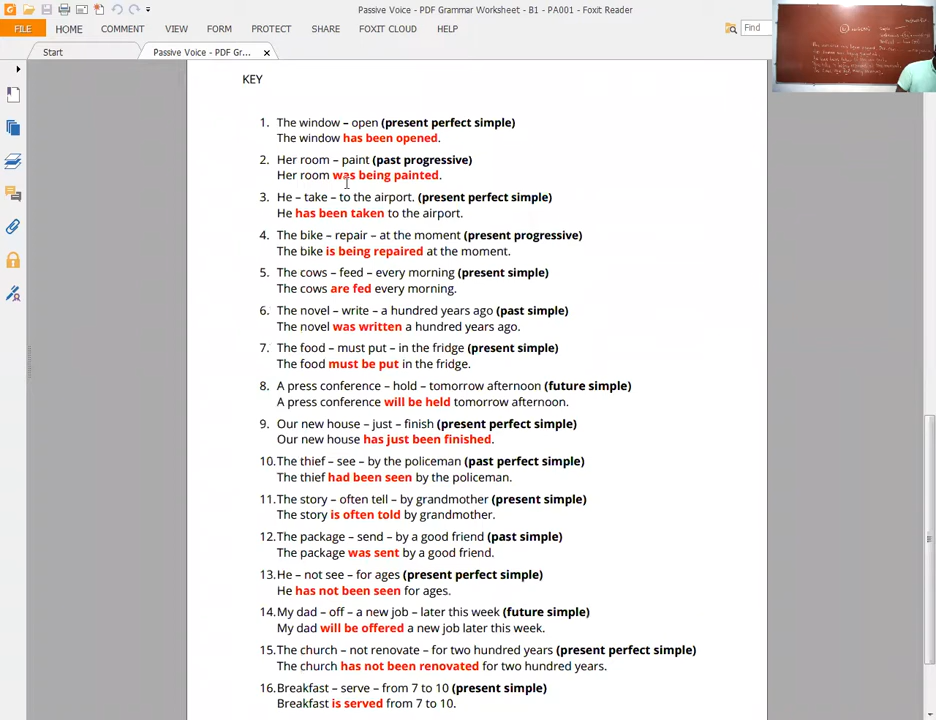 Passive Voice - PDF Grammar Worksheet - B1 - PA001 - Foxit Reader
FILE HOME COMMENT VIEW FORM PROTECT SHARE FOXIT CLOUD HELP Find
Start Passive Voice - PDF Gr...
KEY
1. The window – open (present perfect simple)
The window has been opened.
2. Her room – paint (past progressive)
Her room was being painted.
3. He – take – to the airport. (present perfect simple)
He has been taken to the airport.
4. The bike – repair – at the moment (present progressive)
The bike is being repaired at the moment.
5. The cows – feed – every morning (present simple)
The cows are fed every morning.
6. The novel – write – a hundred years ago (past simple)
The novel was written a hundred years ago.
7. The food – must put – in the fridge (present simple)
The food must be put in the fridge.
8. A press conference – hold – tomorrow afternoon (future simple)
A press conference will be held tomorrow afternoon.
9. Our new house – just – finish (present perfect simple)
Our new house has just been finished.
10.The thief – see – by the policeman (past perfect simple)
The thief had been seen by the policeman.
11.The story – often tell – by grandmother (present simple)
The story is often told by grandmother.
12.The package – send – by a good friend (past simple)
The package was sent by a good friend.
13.He – not see – for ages (present perfect simple)
He has not been seen for ages.
14.My dad – off – a new job – later this week (future simple)
My dad will be offered a new job later this week.
15.The church – not renovate – for two hundred years (present perfect simple)
The church has not been renovated for two hundred years.
16.Breakfast – serve – from 7 to 10 (present simple)
Breakfast is served from 7 to 10.